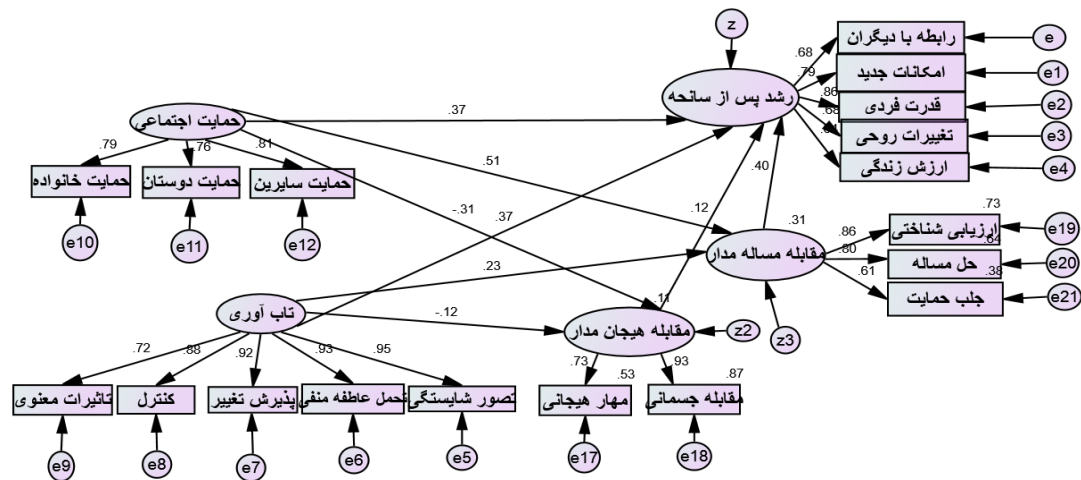 z
رابطه با دیگران
e
.68
امکانات جدید
e1
.79
رشد پس از سانحه
قدرت فردی
e2
.86
تغییرات روحی
e3
.68
ارزش زندگی
e4
حمایت اجتماعی
.37
.79
.76
.81
.51
.40
حمایت خانواده
حمایت دوستان
حمایت سایرین
e10
e11
e12
-.31
.37
.12
.31
مقابله مساله مدار
.86
.80
.61
.73
ارزیابی شناختی
e19
.64
حل مساله
e20
.38
جلب حمایت
e21
z3
.23
تاب آوری
-.12
.11
مقابله هیجان مدار
z2
.72
.88
.92
.93
.95
.73
.93
تاثیرات معنوی
کنترل
پذیرش تغییر
تحمل عاطفه منفی
تصور شایستگی
.53
مهار هیجانی
.87
مقابله جسمانی
e9
e8
e7
e6
e5
e17
e18